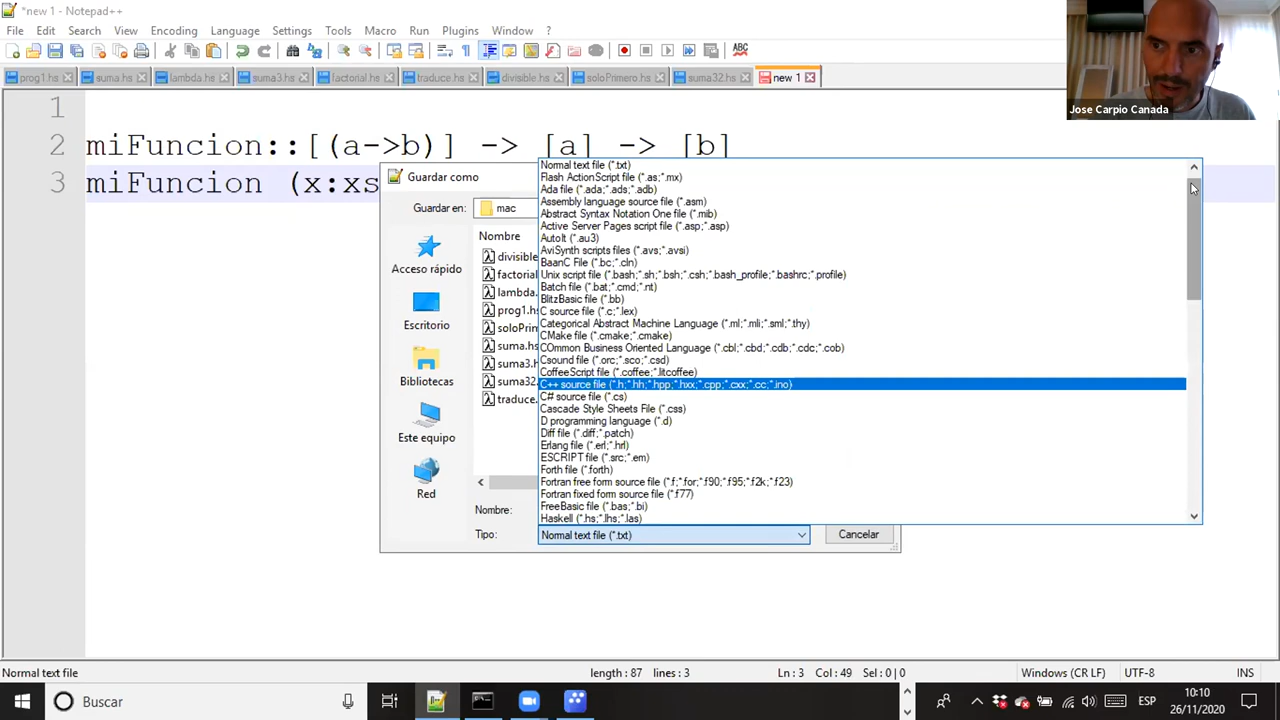 *new 1 - Notepad++
File Edit Search View Encoding Language Settings Tools Macro Run Plugins Window ?
prog1.hs suma.hs lambda.hs suma3.hs factorial.hs traduce.hs divisible.hs soloPrimero.hs suma32.hs new 1
Jose Carpio Canada
1
2 miFuncion::[(a->b)] -> [a] -> [b]
3 miFuncion (x:xs
Guardar como
Guardar en: mac
Acceso rápido
Escritorio
Bibliotecas
Este equipo
Red
Nombre
divisible
factorial
lambda.
prog1.hs
soloPrim
suma.hs
suma3.h
suma32.
traduce.
Normal text file (*.txt)
Flash ActionScript file (*.as;*.mx)
Ada file (*.ada;*.ads;*.adb)
Assembly language source file (*.asm)
Abstract Syntax Notation One file (*.mib)
Active Server Pages script file (*.asp;*.asp)
AutoIt (*.au3)
AviSynth scripts files (*.avs;*.avsi)
BaanC File (*.bc;*.cln)
Unix script file (*.bash;*.sh;*.bsh;*.csh;*.bash_profile;*.bashrc;*.profile)
Batch file (*.bat;*.cmd;*.nt)
BlitzBasic file (*.bb)
C source file (*.c;*.lex)
Categorical Abstract Machine Language (*.ml;*.mli;*.sml;*.thy)
CMake file (*.cmake;*.cmake)
COmmon Business Oriented Language (*.cbl;*.cbd;*.cdb;*.cdc;*.cob)
Csound file (*.orc;*.sco;*.csd)
CoffeeScript file (*.coffee;*.litcoffee)
C++ source file (*.h;*.hh;*.hpp;*.hxx;*.cpp;*.cxx;*.cc;*.ino)
C# source file (*.cs)
Cascade Style Sheets File (*.css)
D programming language (*.d)
Diff file (*.diff;*.patch)
Erlang file (*.erl;*.hrl)
ESCRIPT file (*.src;*.em)
Forth file (*.forth)
Fortran free form source file (*.f;*.for;*.f90;*.f95;*.f2k;*.f23)
Fortran fixed form source file (*.f77)
FreeBasic file (*.bas;*.bi)
Haskell (*.hs;*.lhs;*.las)
Nombre:
Tipo: Normal text file (*.txt) Cancelar
Normal text file length : 87 lines : 3 Ln : 3 Col : 49 Sel : 0 | 0 Windows (CR LF) UTF-8 INS
Buscar ESP 10:10
26/11/2020